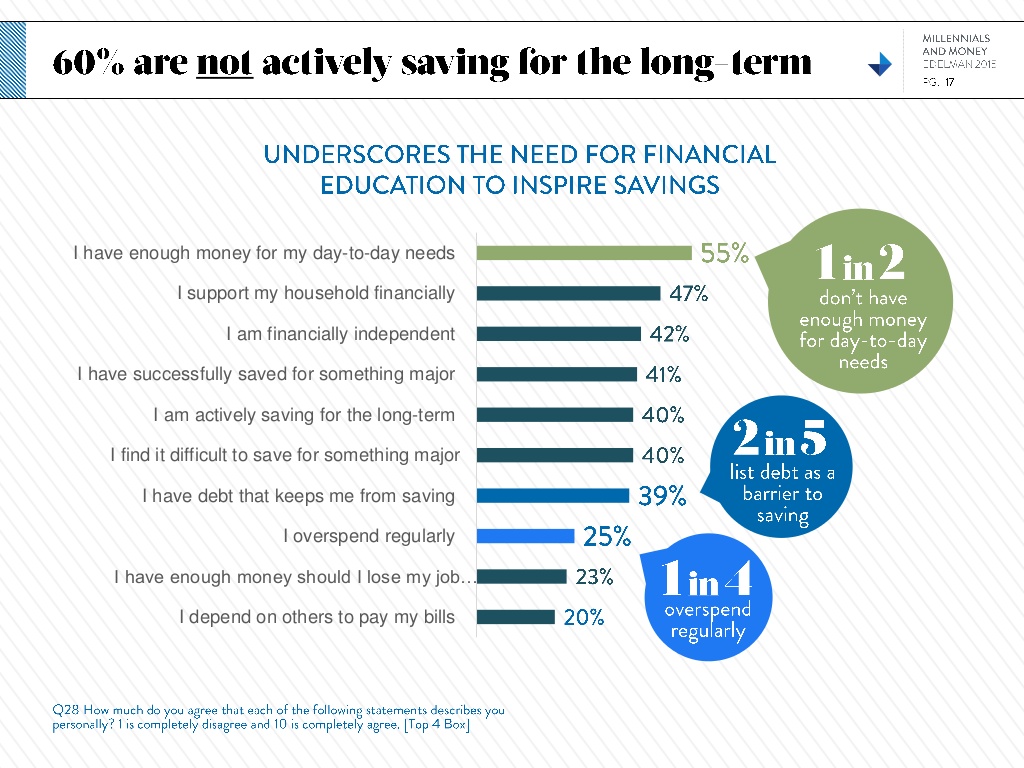 60% are not actively saving for the long-term
MILLENNIALS
AND MONEY
EDELMAN 2015
PG. 17
UNDERSCORES THE NEED FOR FINANCIAL
EDUCATION TO INSPIRE SAVINGS
I have enough money for my day-to-day needs 55%
I support my household financially 47%
I am financially independent 42%
I have successfully saved for something major 41%
I am actively saving for the long-term 40%
I find it difficult to save for something major 40%
I have debt that keeps me from saving 39%
I overspend regularly 25%
I have enough money should I lose my job… 23%
I depend on others to pay my bills 20%
1 in 2
don't have
enough money
for day-to-day
needs
2 in 5
list debt as a
barrier to
saving
1 in 4
overspend
regularly
Q28 How much do you agree that each of the following statements describes you
personally? 1 is completely disagree and 10 is completely agree. [Top 4 Box]